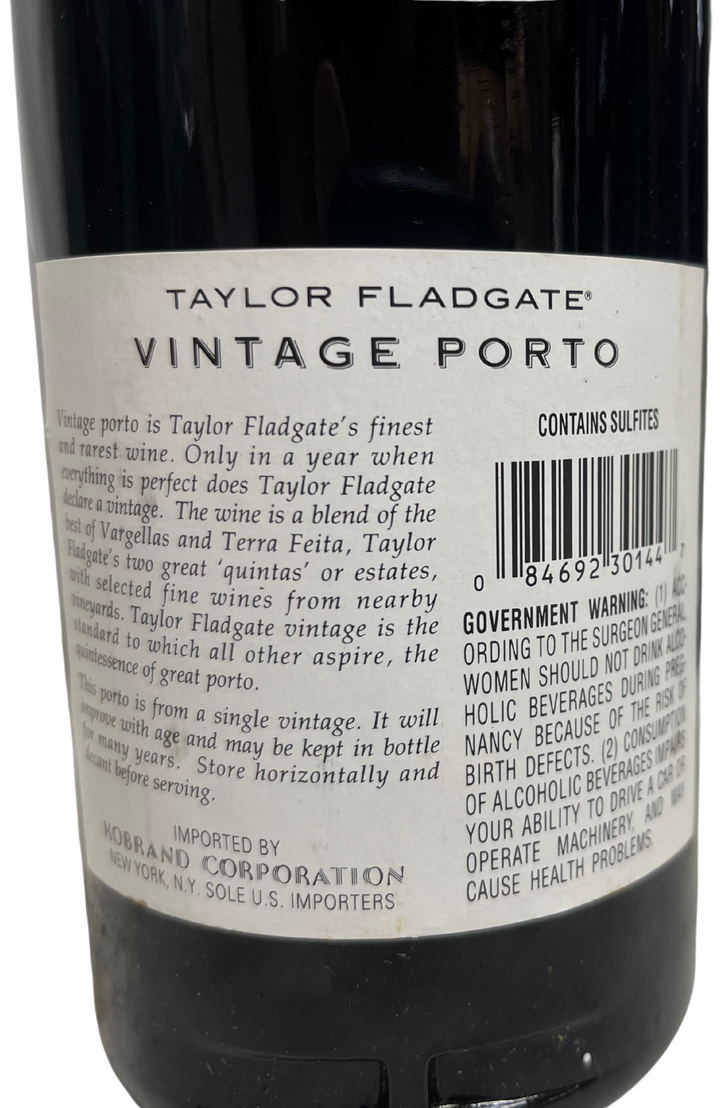 TAYLOR FLADGATE®
VINTAGE PORTO
Vintage porto is Taylor Fladgate's finest
and rarest wine. Only in a year when
everything is perfect does Taylor Fladgate
declare a vintage. The wine is a blend of the
best of Vargellas and Terra Feita, Taylor
Fladgate's two great 'quintas' or estates,
with selected fine wines from nearby
vineyards. Taylor Fladgate vintage is the
standard to which all other aspire, the
quintessence of great porto.
This porto is from a single vintage. It will
improve with age and may be kept in bottle
for many years. Store horizontally and
decant before serving.
IMPORTED BY
KOBRAND CORPORATION
NEW YORK, N.Y. SOLE U.S. IMPORTERS
CONTAINS SULFITES
0 84692 30144 7
GOVERNMENT WARNING: (1) ACC-
ORDING TO THE SURGEON GENERAL,
WOMEN SHOULD NOT DRINK ALCO-
HOLIC BEVERAGES DURING PREG-
NANCY BECAUSE OF THE RISK OF
BIRTH DEFECTS. (2) CONSUMPTION
OF ALCOHOLIC BEVERAGES IMPAIRS
YOUR ABILITY TO DRIVE A CAR OR
OPERATE MACHINERY, AND MAY
CAUSE HEALTH PROBLEMS.